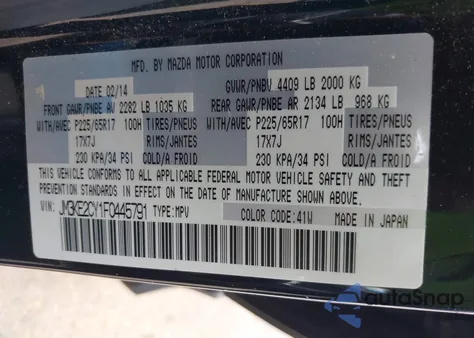 MFD. BY MAZDA MOTOR CORPORATION
DATE 02/14 GVWR/PNBV 4409 LB 2000 KG
FRONT GAWR/PNBE AV 2282 LB 1035 KG REAR GAWR/PNBE AR 2134 LB 968 KG
WITH/AVEC P225/65R17 100H TIRES/PNEUS WITH/AVEC P225/65R17 100H TIRES/PNEUS
17X7J RIMS/JANTES 17X7J RIMS/JANTES
230 KPA/34 PSI COLD/A FROID 230 KPA/34 PSI COLD/A FROID
THIS VEHICLE CONFORMS TO ALL APPLICABLE FEDERAL MOTOR VEHICLE SAFETY AND THEFT
PREVENTION STANDARDS IN EFFECT ON THE DATE OF MANUFACTURE SHOWN ABOVE.
VIN: JM3KE2CY1F0445791 TYPE:MPV COLOR CODE:41W MADE IN JAPAN
autoSnap